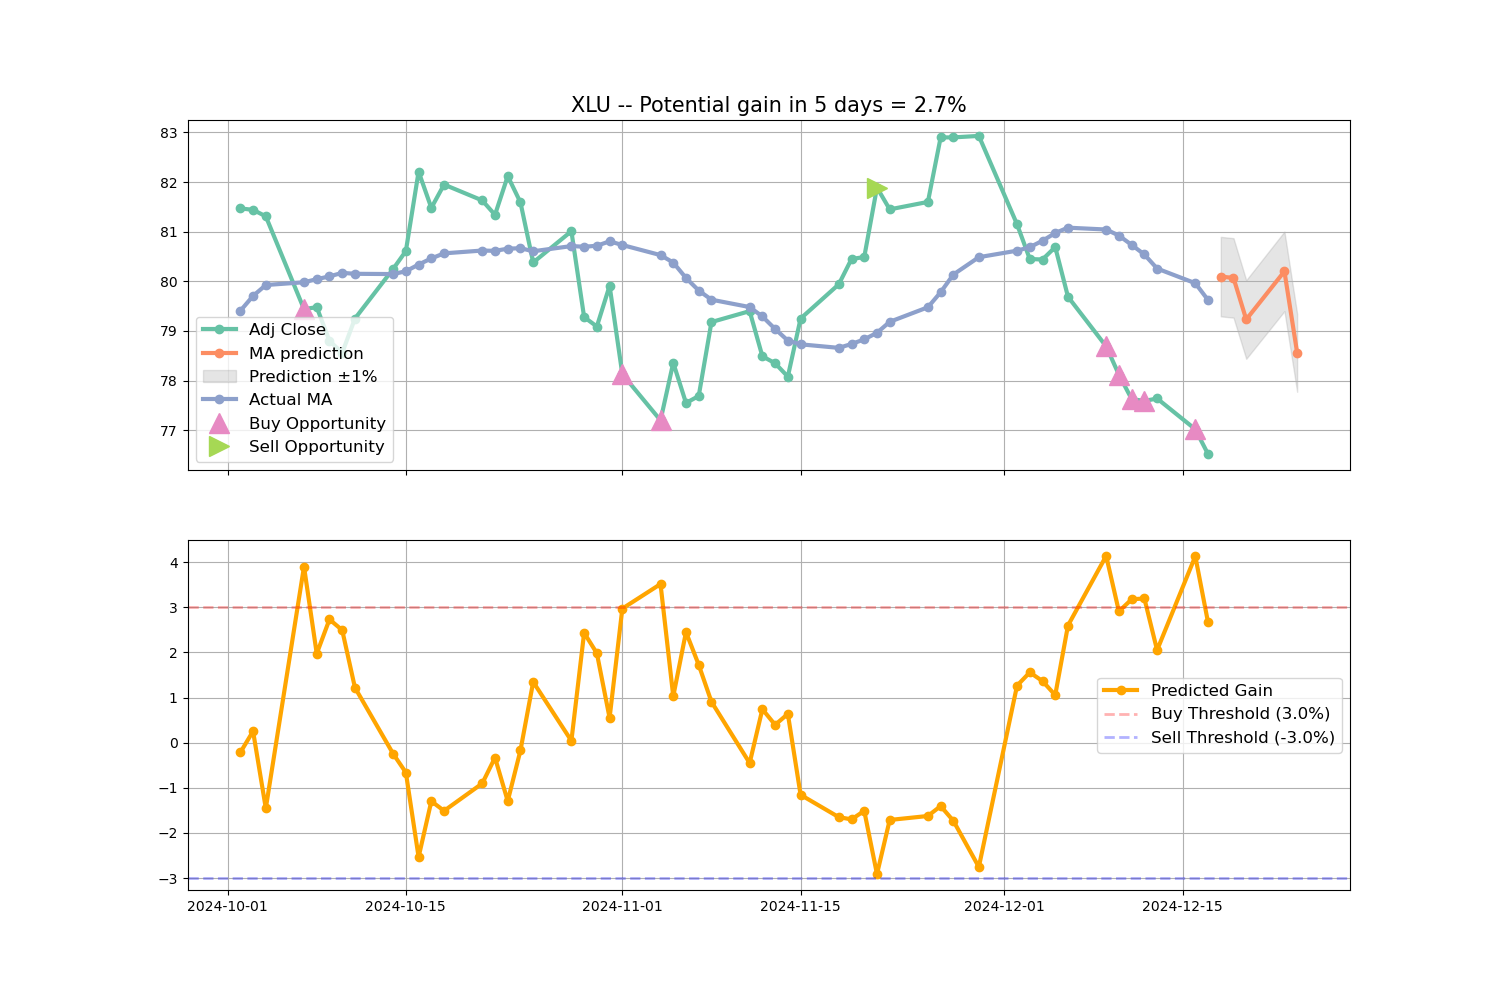 XLU -- Potential gain in 5 days = 2.7%
83
82
81
80
79
78
77
Adj Close
MA prediction
Prediction ±1%
Actual MA
Buy Opportunity
Sell Opportunity
4
3
2
1
0
−1
−2
−3
Predicted Gain
Buy Threshold (3.0%)
Sell Threshold (-3.0%)
2024-10-01
2024-10-15
2024-11-01
2024-11-15
2024-12-01
2024-12-15